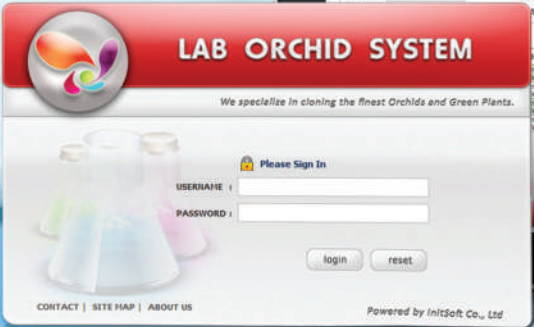 LAB ORCHID SYSTEM
We specialize in cloning the finest Orchids and Green Plants.
Please Sign In
USERNAME :
PASSWORD :
login reset
CONTACT | SITE MAP | ABOUT US
Powered by InitSoft Co., Ltd